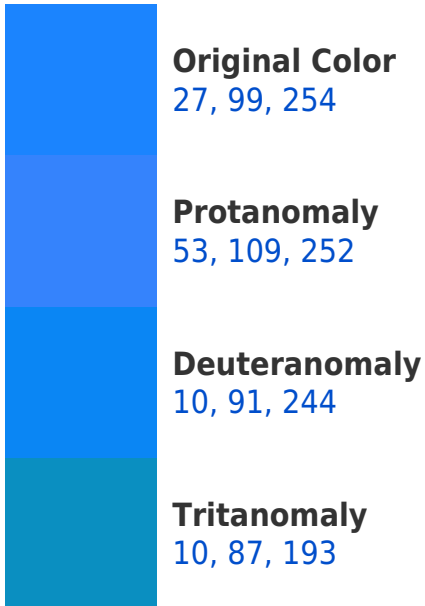 Original Color
27, 99, 254
Protanomaly
53, 109, 252
Deuteranomaly
10, 91, 244
Tritanomaly
10, 87, 193